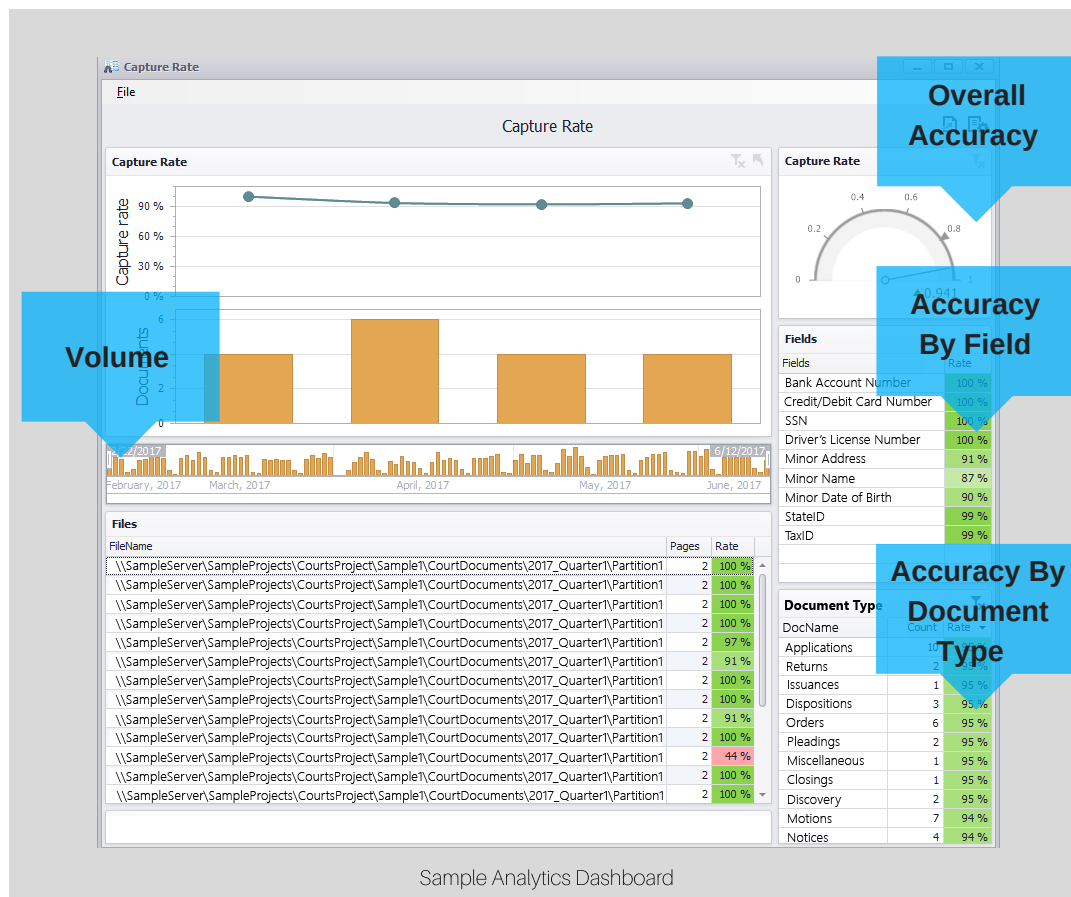 Capture Rate
File
Capture Rate
Overall
Accuracy
Capture Rate
Capture rate
90 %
60 %
30 %
0 %
Documents
6
2
0
Volume
2/2017
6/12/2017
February, 2017
March, 2017
April, 2017
May, 2017
June, 2017
Capture Rate
0
0.2
0.4
0.6
0.8
1
0.941
Accuracy
By Field
Fields
Fields Rate
Bank Account Number 100 %
Credit/Debit Card Number 100 %
SSN 100 %
Driver's License Number 100 %
Minor Address 91 %
Minor Name 87 %
Minor Date of Birth 90 %
StateID 99 %
TaxID 99 %
Files
FileName Pages Rate
\\SampleServer\SampleProjects\CourtsProject\Sample1\CourtDocuments\2017_Quarter1\Partition1 2 100 %
\\SampleServer\SampleProjects\CourtsProject\Sample1\CourtDocuments\2017_Quarter1\Partition1 2 100 %
\\SampleServer\SampleProjects\CourtsProject\Sample1\CourtDocuments\2017_Quarter1\Partition1 2 100 %
\\SampleServer\SampleProjects\CourtsProject\Sample1\CourtDocuments\2017_Quarter1\Partition1 2 100 %
\\SampleServer\SampleProjects\CourtsProject\Sample1\CourtDocuments\2017_Quarter1\Partition1 2 97 %
\\SampleServer\SampleProjects\CourtsProject\Sample1\CourtDocuments\2017_Quarter1\Partition1 2 91 %
\\SampleServer\SampleProjects\CourtsProject\Sample1\CourtDocuments\2017_Quarter1\Partition1 2 100 %
\\SampleServer\SampleProjects\CourtsProject\Sample1\CourtDocuments\2017_Quarter1\Partition1 2 100 %
\\SampleServer\SampleProjects\CourtsProject\Sample1\CourtDocuments\2017_Quarter1\Partition1 2 91 %
\\SampleServer\SampleProjects\CourtsProject\Sample1\CourtDocuments\2017_Quarter1\Partition1 2 100 %
\\SampleServer\SampleProjects\CourtsProject\Sample1\CourtDocuments\2017_Quarter1\Partition1 2 44 %
\\SampleServer\SampleProjects\CourtsProject\Sample1\CourtDocuments\2017_Quarter1\Partition1 2 100 %
\\SampleServer\SampleProjects\CourtsProject\Sample1\CourtDocuments\2017_Quarter1\Partition1 2 100 %
Accuracy By
Document
Type
Document Type
DocName Count Rate
Applications 10
Returns 2 95 %
Issuances 1 95 %
Dispositions 3 95 %
Orders 6 95 %
Pleadings 2 95 %
Miscellaneous 1 95 %
Closings 1 95 %
Discovery 2 95 %
Motions 7 94 %
Notices 4 94 %
Sample Analytics Dashboard